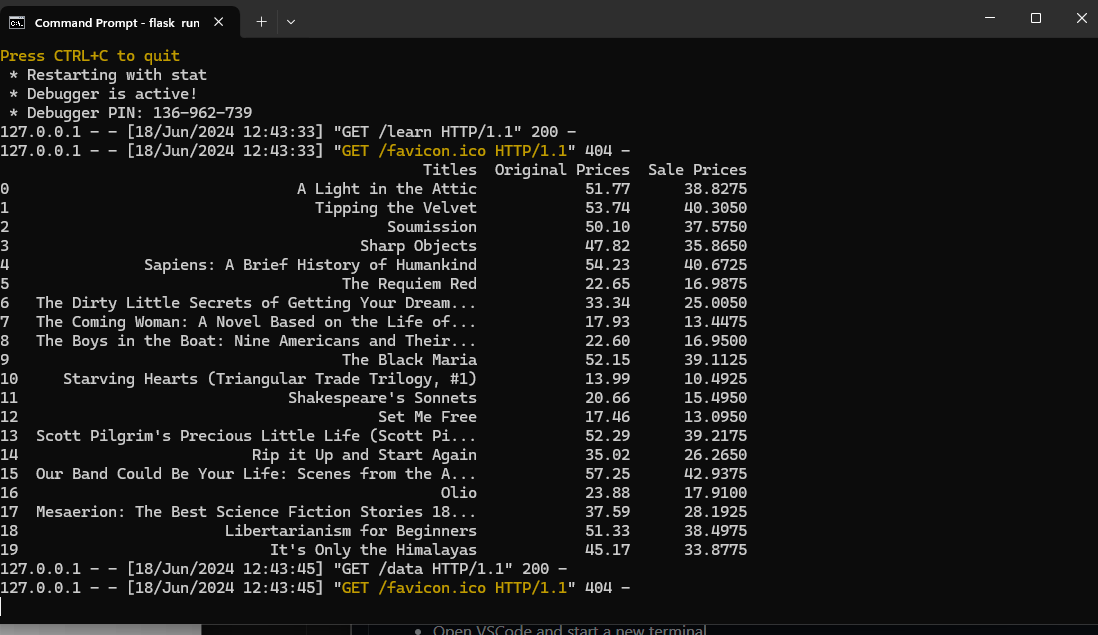 Command Prompt - flask run
Press CTRL+C to quit
 * Restarting with stat
 * Debugger is active!
 * Debugger PIN: 136-962-739
127.0.0.1 - - [18/Jun/2024 12:43:33] "GET /learn HTTP/1.1" 200 -
127.0.0.1 - - [18/Jun/2024 12:43:33] "GET /favicon.ico HTTP/1.1" 404 -
Titles Original Prices Sale Prices
0 A Light in the Attic 51.77 38.8275
1 Tipping the Velvet 53.74 40.3050
2 Soumission 50.10 37.5750
3 Sharp Objects 47.82 35.8650
4 Sapiens: A Brief History of Humankind 54.23 40.6725
5 The Requiem Red 22.65 16.9875
6 The Dirty Little Secrets of Getting Your Dream... 33.34 25.0050
7 The Coming Woman: A Novel Based on the Life of... 17.93 13.4475
8 The Boys in the Boat: Nine Americans and Their... 22.60 16.9500
9 The Black Maria 52.15 39.1125
10 Starving Hearts (Triangular Trade Trilogy, #1) 13.99 10.4925
11 Shakespeare's Sonnets 20.66 15.4950
12 Set Me Free 17.46 13.0950
13 Scott Pilgrim's Precious Little Life (Scott Pi... 52.29 39.2175
14 Rip it Up and Start Again 35.02 26.2650
15 Our Band Could Be Your Life: Scenes from the A... 57.25 42.9375
16 Olio 23.88 17.9100
17 Mesaerion: The Best Science Fiction Stories 18... 37.59 28.1925
18 Libertarianism for Beginners 51.33 38.4975
19 It's Only the Himalayas 45.17 33.8775
127.0.0.1 - - [18/Jun/2024 12:43:45] "GET /data HTTP/1.1" 200 -
127.0.0.1 - - [18/Jun/2024 12:43:45] "GET /favicon.ico HTTP/1.1" 404 -
Open VSCode and start a new terminal